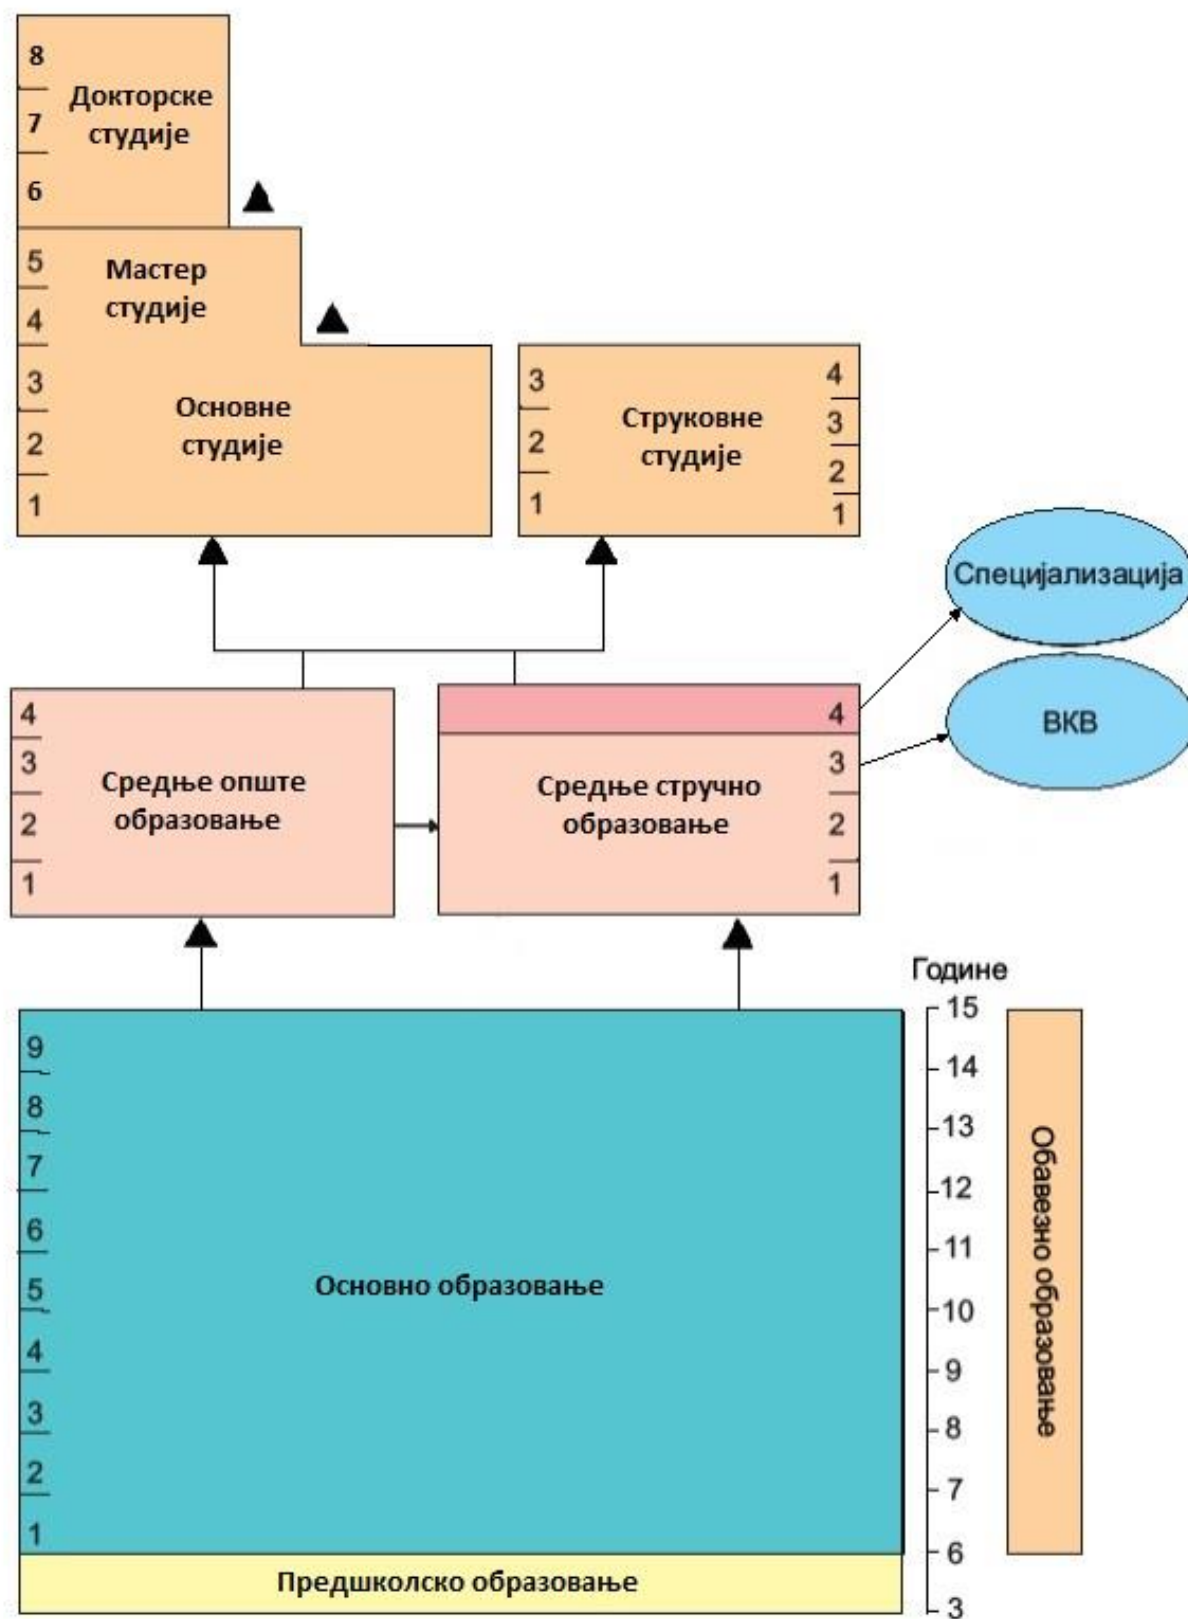 8
Докторске
7
студије
6
5
Мастер
студије
4
3
4
3
Основне
Струковне
3
2
студије
2
студије
2
1
1
1
Специјализација
4
4
ВКВ
3
3
Средње опште
Средње стручно
образовање
образовање
2
2
1
1
Године
15
9
14
8
13
7
12
6
11
Обавезно образовање
Основно образовање
5
10
4
9
3
8
2
7
1
6
Предшколско образовање
3